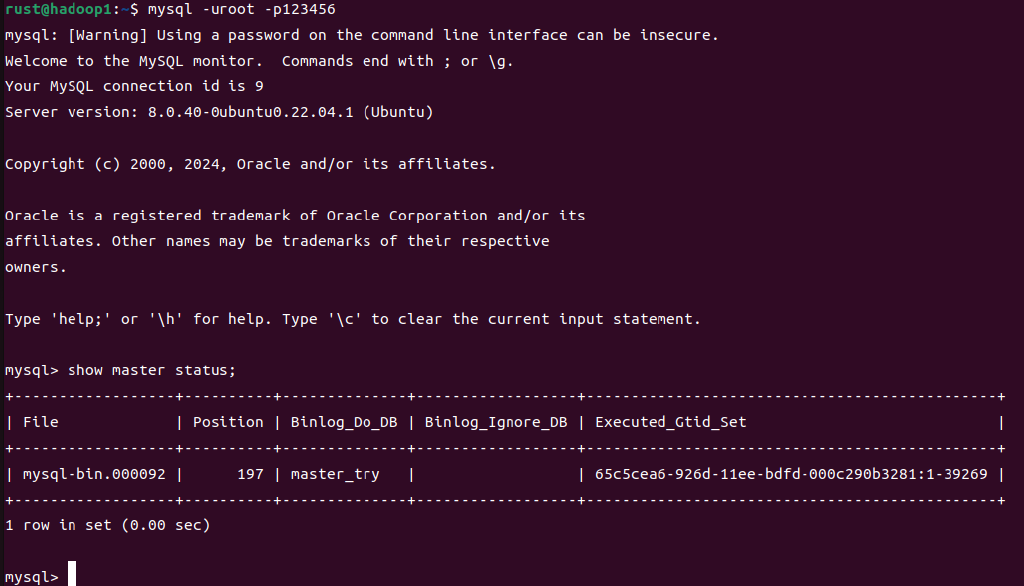 rust@hadoop1:~$ mysql -uroot -p123456
mysql: [Warning] Using a password on the command line interface can be insecure.
Welcome to the MySQL monitor.  Commands end with ; or \g.
Your MySQL connection id is 9
Server version: 8.0.40-0ubuntu0.22.04.1 (Ubuntu)
Copyright (c) 2000, 2024, Oracle and/or its affiliates.
Oracle is a registered trademark of Oracle Corporation and/or its
affiliates. Other names may be trademarks of their respective
owners.
Type 'help;' or '\h' for help. Type '\c' to clear the current input statement.
mysql> show master status;
+------------------+----------+--------------+------------------+----------------------------------------------+
| File             | Position | Binlog_Do_DB | Binlog_Ignore_DB | Executed_Gtid_Set                            |
+------------------+----------+--------------+------------------+----------------------------------------------+
| mysql-bin.000092 |      197 | master_try   |                  | 65c5cea6-926d-11ee-bdfd-000c290b3281:1-39269 |
+------------------+----------+--------------+------------------+----------------------------------------------+
1 row in set (0.00 sec)
mysql>